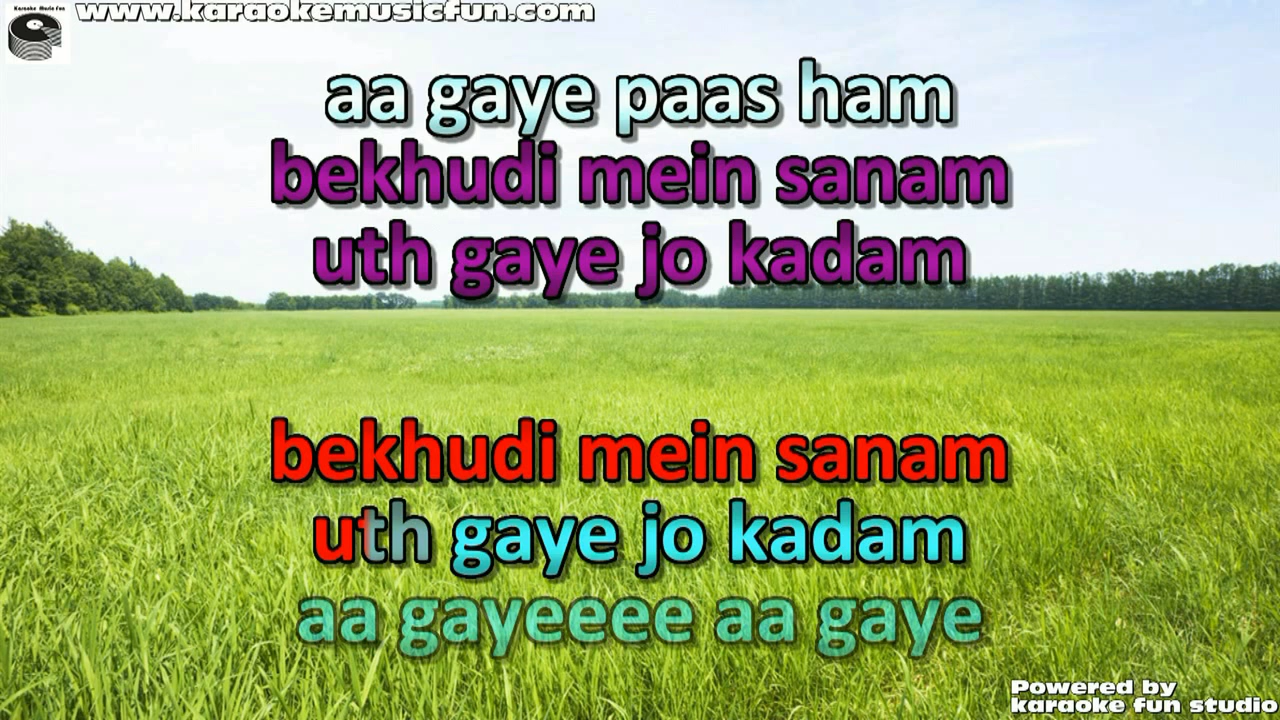 Karaoke Music Fun
www.karaokemusicfun.com
aa gaye paas ham
bekhudi mein sanam
uth gaye jo kadam
bekhudi mein sanam
uth gaye jo kadam
aa gayeeeee aa gaye
Powered by
karaoke fun studio